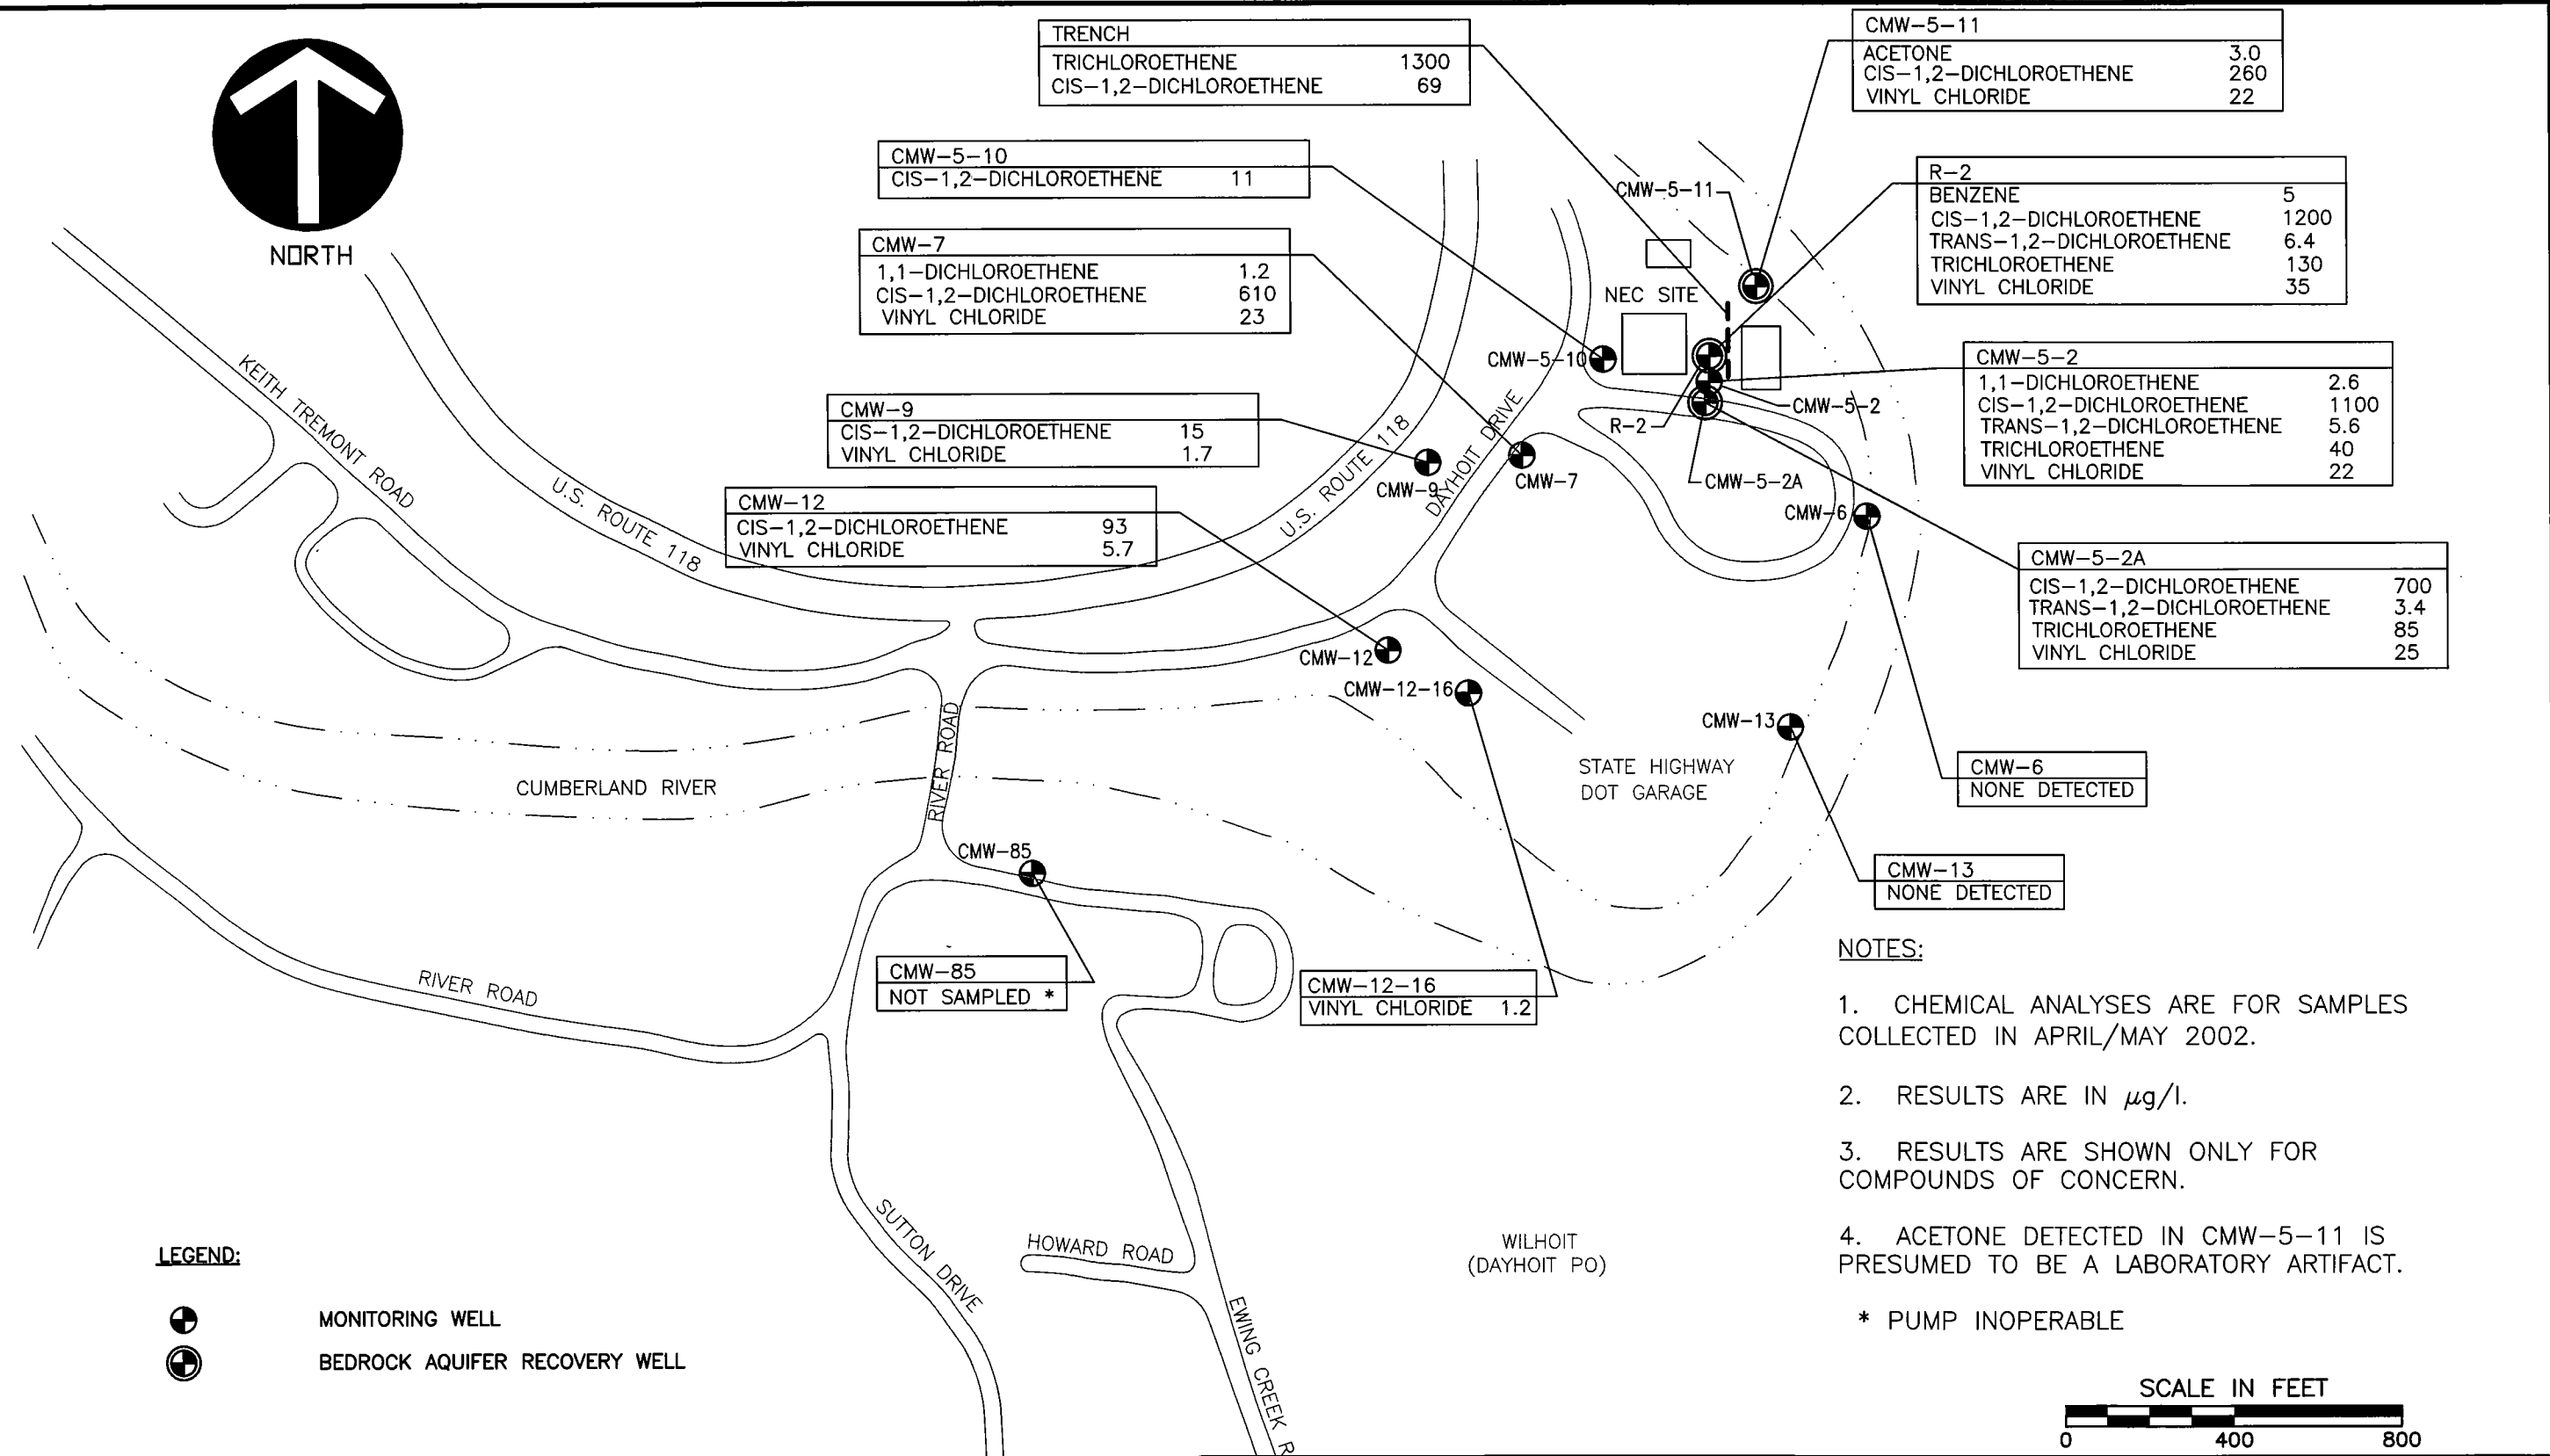 TRENCH
TRICHLOROETHENE 1300
CIS-1,2-DICHLOROETHENE 69
CMW-5-11
ACETONE 3.0
CIS-1,2-DICHLOROETHENE 260
VINYL CHLORIDE 22
CMW-5-10
CIS-1,2-DICHLOROETHENE 11
R-2
BENZENE 5
CIS-1,2-DICHLOROETHENE 1200
TRANS-1,2-DICHLOROETHENE 6.4
TRICHLOROETHENE 130
VINYL CHLORIDE 35
CMW-7
1,1-DICHLOROETHENE 1.2
CIS-1,2-DICHLOROETHENE 610
VINYL CHLORIDE 23
CMW-5-2
1,1-DICHLOROETHENE 2.6
CIS-1,2-DICHLOROETHENE 1100
TRANS-1,2-DICHLOROETHENE 5.6
TRICHLOROETHENE 40
VINYL CHLORIDE 22
CMW-9
CIS-1,2-DICHLOROETHENE 15
VINYL CHLORIDE 1.7
CMW-12
CIS-1,2-DICHLOROETHENE 93
VINYL CHLORIDE 5.7
CMW-5-2A
CIS-1,2-DICHLOROETHENE 700
TRANS-1,2-DICHLOROETHENE 3.4
TRICHLOROETHENE 85
VINYL CHLORIDE 25
CMW-6
NONE DETECTED
CMW-13
NONE DETECTED
CMW-85
NOT SAMPLED *
CMW-12-16
VINYL CHLORIDE 1.2
NORTH
CMW-5-11
NEC SITE
CMW-5-10
CMW-5-2
R-2
CMW-5-2A
CMW-9
CMW-7
CMW-6
CMW-12
CMW-12-16
CMW-13
CMW-85
KEITH TREMONT ROAD
U.S. ROUTE 118
U.S. ROUTE 118
DAYHOIT DRIVE
STATE HIGHWAY
DOT GARAGE
CUMBERLAND RIVER
RIVER ROAD
RIVER ROAD
SUTTON DRIVE
HOWARD ROAD
EWING CREEK R
WILHOIT
(DAYHOIT PO)
NOTES:
1. CHEMICAL ANALYSES ARE FOR SAMPLES
COLLECTED IN APRIL/MAY 2002.
2. RESULTS ARE IN µg/l.
3. RESULTS ARE SHOWN ONLY FOR
COMPOUNDS OF CONCERN.
4. ACETONE DETECTED IN CMW-5-11 IS
PRESUMED TO BE A LABORATORY ARTIFACT.
* PUMP INOPERABLE
LEGEND:
MONITORING WELL
BEDROCK AQUIFER RECOVERY WELL
SCALE IN FEET
0 400 800